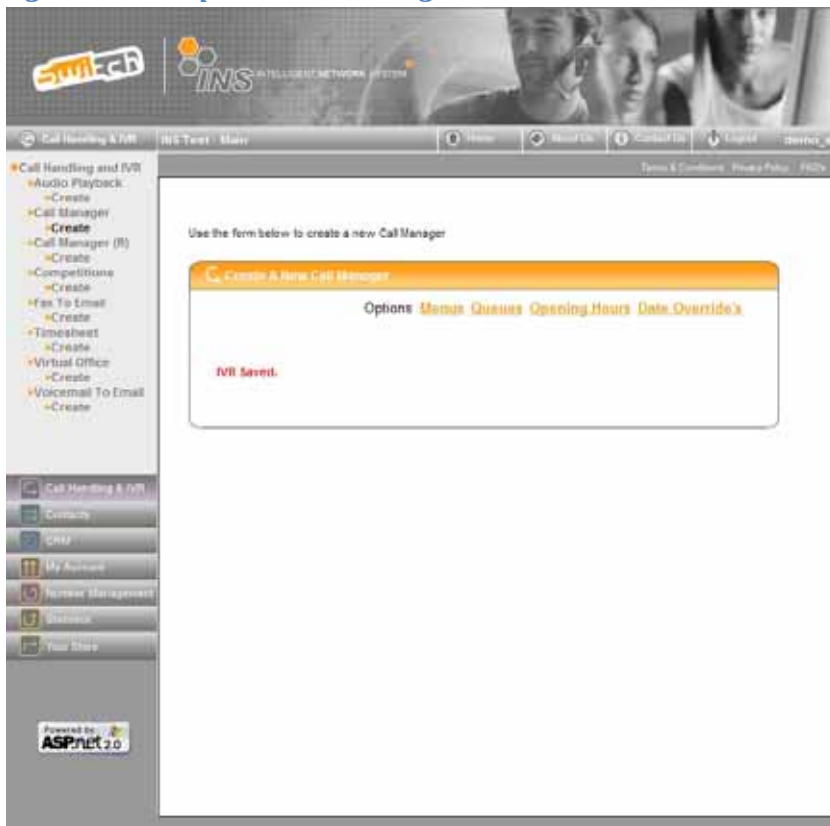 switch
INS INTELLIGENT NETWORK SYSTEM
Call Handling & IVR
INS Test - Main
Home
About Us
Contact Us
Logout
Terms & Conditions Privacy Policy FAQ's
Call Handling and IVR
Audio Playback
Create
Call Manager
Create
Call Manager (R)
Create
Competitions
Create
Fax To Email
Create
Timesheet
Create
Virtual Office
Create
Voicemail To Email
Create
Use the form below to create a new Call Manager
Create A New Call Manager
Options Menus Queues Opening Hours Date Override's
IVR Saved.
Call Handling & IVR
Contacts
CRM
My Account
Number Management
Statistics
Your Store
Powered by
ASP.net 2.0